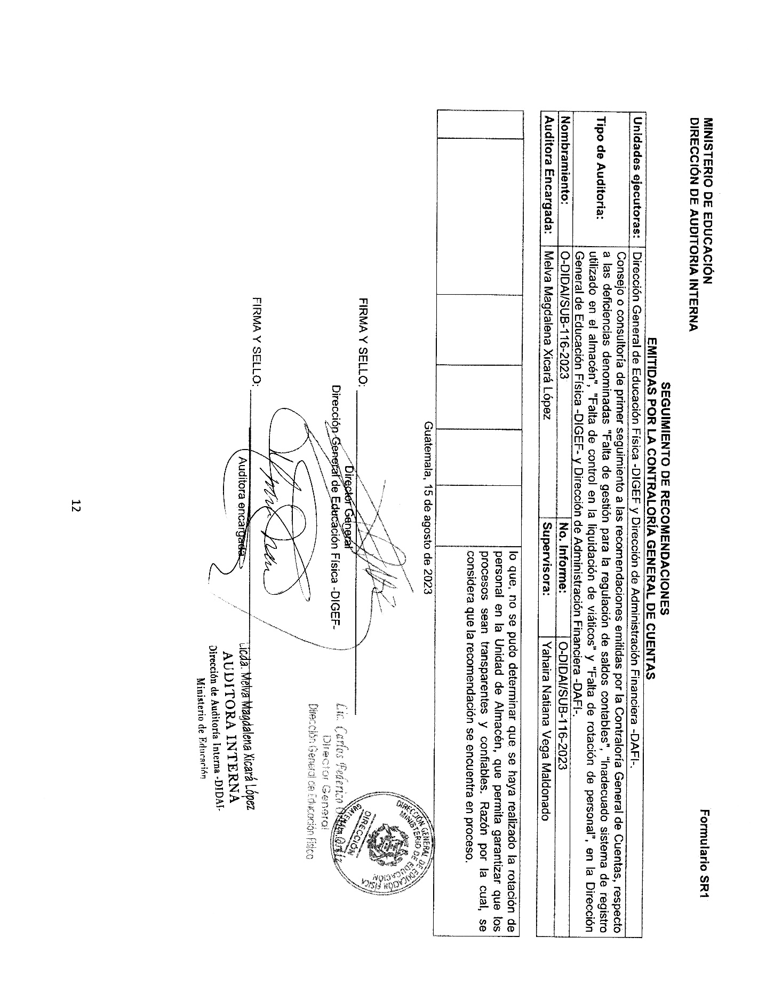 MINISTERIO DE EDUCACIÓN
DIRECCIÓN DE AUDITORIA INTERNA
Formulario SR1
SEGUIMIENTO DE RECOMENDACIONES
EMITIDAS POR LA CONTRALORÍA GENERAL DE CUENTAS
Unidades ejecutoras: Dirección General de Educación Física -DIGEF y Dirección de Administración Financiera -DAFI-.
Tipo de Auditoria:
Consejo o consultoría de primer seguimiento a las recomendaciones emitidas por la Contraloría General de Cuentas, respecto
a las deficiencias denominadas "Falta de gestión para la regulación de saldos contables", "Inadecuado sistema de registro
utilizado en el almacén", "Falta de control en la liquidación de viáticos" y "Falta de rotación de personal", en la Dirección
General de Educación Física -DIGEF- y Dirección de Administración Financiera -DAFI-.
Nombramiento: O-DIDAI/SUB-116-2023 No. Informe: O-DIDAI/SUB-116-2023
Auditora Encargada: Melva Magdalena Xicará López Supervisora: Yahaira Natiana Vega Maldonado
lo que, no se pudo determinar que se haya realizado la rotación de
personal en la Unidad de Almacén, que permita garantizar que los
procesos sean transparentes y confiables. Razón por la cual, se
considera que la recomendación se encuentra en proceso.
Guatemala, 15 de agosto de 2023
FIRMA Y SELLO:
Director General
Dirección General de Educación Física -DIGEF-
Lic. Carlos Federico
Director General
Dirección General de Educación Física
DIRECCIÓN GENERAL DE EDUCACIÓN FÍSICA
MINISTERIO DE EDUCACIÓN
DIRECCIÓN
FIRMA Y SELLO:
Auditora encargada
Licda. Melva Magdalena Xicará López
AUDITORA INTERNA
Dirección de Auditoría Interna -DIDAI-
Ministerio de Educación
12